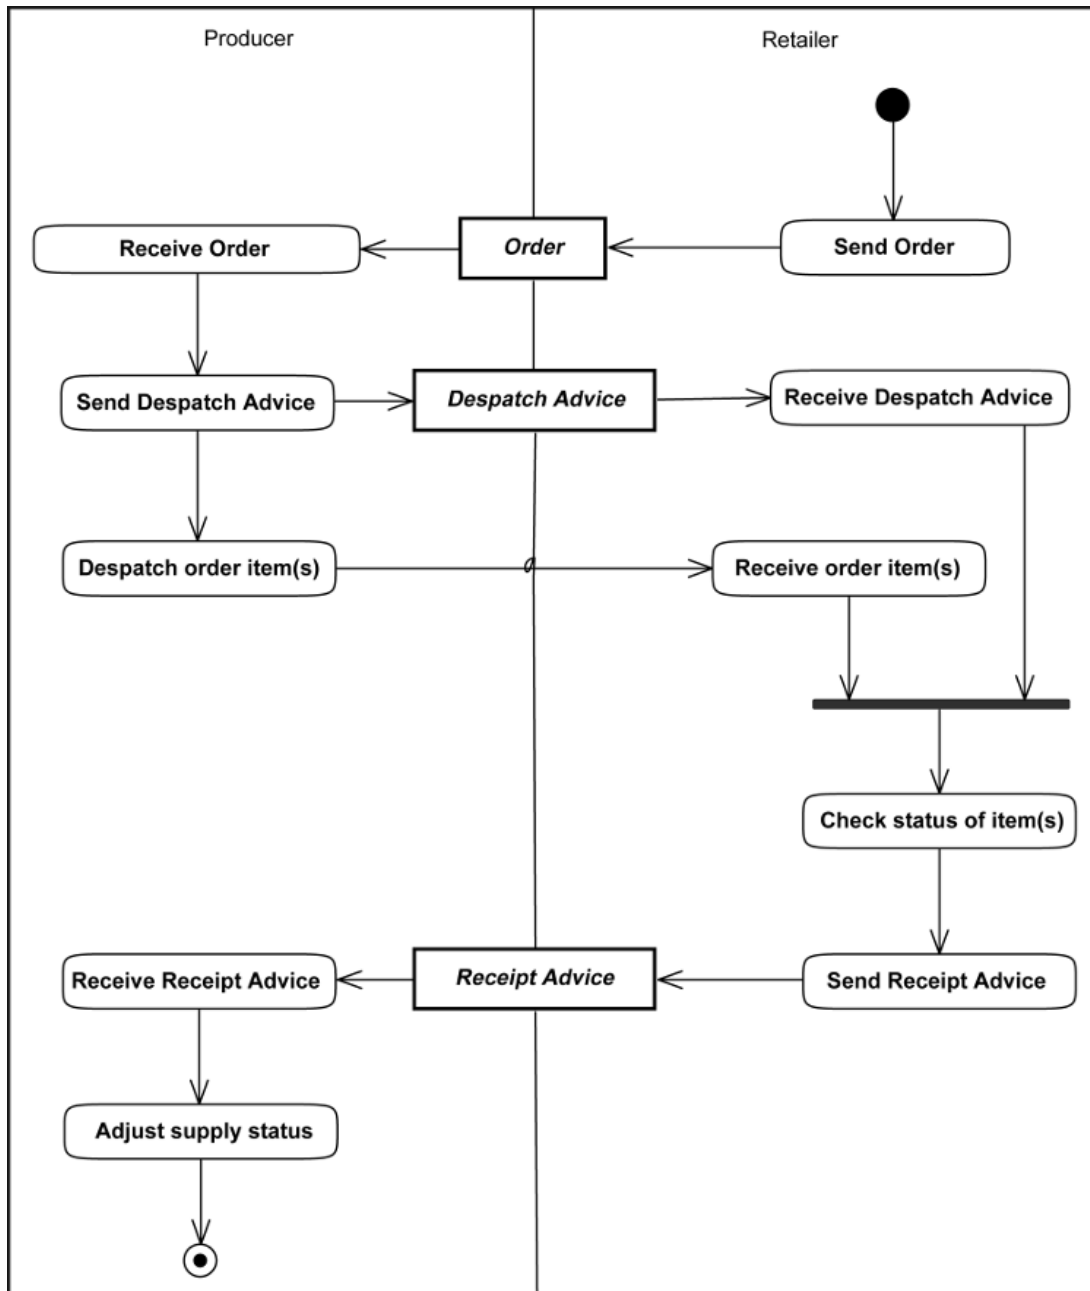 Producer
Retailer
Receive Order
Order
Send Order
Send Despatch Advice
Despatch Advice
Receive Despatch Advice
Despatch order item(s)
Receive order item(s)
Check status of item(s)
Receive Receipt Advice
Receipt Advice
Send Receipt Advice
Adjust supply status